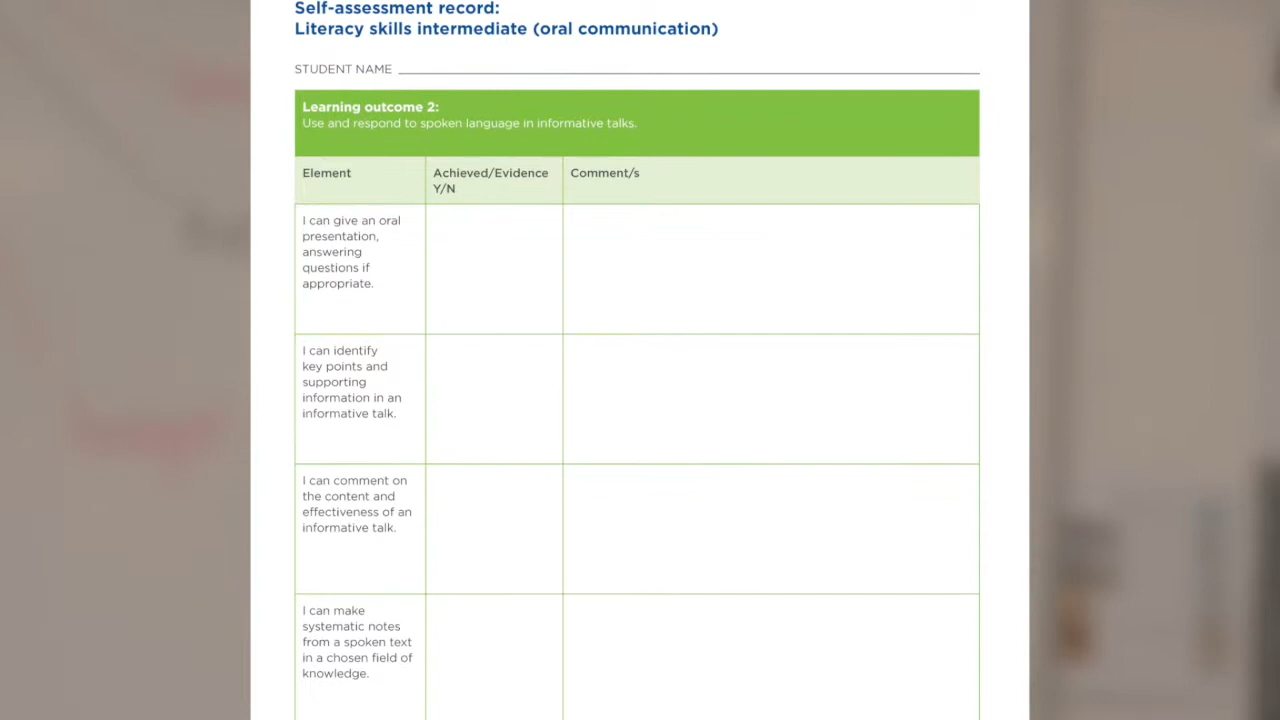 Self-assessment record:
Literacy skills intermediate (oral communication)
STUDENT NAME
Learning outcome 2:
Use and respond to spoken language in informative talks.
Element
Achieved/Evidence
Y/N
Comment/s
I can give an oral
presentation,
answering
questions if
appropriate.
I can identify
key points and
supporting
information in an
informative talk.
I can comment on
the content and
effectiveness of an
informative talk.
I can make
systematic notes
from a spoken text
in a chosen field of
knowledge.